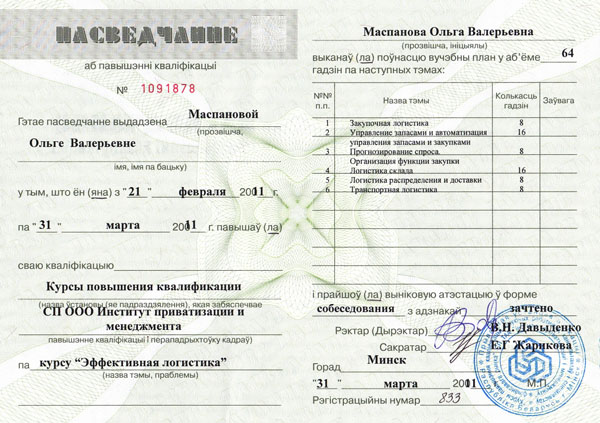 ПАСВЕДЧАННЕ
аб павышэнні кваліфікацыі
№ 1091878
Гэтае пасведчанне выдадзена Маспановой
(прозвішча,
Ольге Валерьевне
імя, імя па бацьку)
у тым, што ён (яна) з "21" февраля 2011 г.
па "31" марта 2011 г. павышаў (ла)
сваю кваліфікацыю
Курсы повышения квалификации
(назва ўстановы (яе падраздзялення), якая забяспечвае
СП ООО Институт приватизации и
менеджмента
павышэнне кваліфікацыі і перападрыхтоўку кадраў)
па курсу “Эффективная логистика”
(назва тэмы, праблемы)
Маспанова Ольга Валерьевна
(прозвішча, ініцыялы)
выканаў (ла) поўнасцю вучэбны план у аб'ёме 64
гадзін па наступных тэмах:
№№ п.п. Назва тэмы Колькасць гадзін Заўвага
1 Закупочная логистика 8
2 Управление запасами и автоматизация 16
управления запасами и закупками
3 Прогнозирование спроса. 8
Организация функции закупки
4 Логистика склада 16
5 Логистика распределения и доставки 8
6 Транспортная логистика 8
і прайшоў (ла) выніковую атэстацыю ў форме
собеседования з адзнакай зачтено
Рэктар (Дырэктар) В.Н. Давыленко
Сакратар Е.Г Жарикова
Горад Минск
"31" марта 2011 г. М.П.
Рэгістрацыйны нумар 833